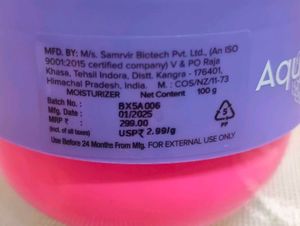 MFD. BY: M/s. Samrvir Biotech Pvt. Ltd., (An ISO
9001:2015 certified company) V & PO Raja
Khasa, Tehsil Indora, Distt. Kangra - 176401,
Himachal Pradesh, India. M.: COS/NZ/11-73
MOISTURIZER Net Content 100 g
Batch No. : BX5A006
Mfg. : 01/2025
MRP ₹ : 299.00
(incl. of all taxes) USP₹ 2.99/g
Use Before 24 Months From Mfg. FOR EXTERNAL USE ONLY
5
PP
Aqu